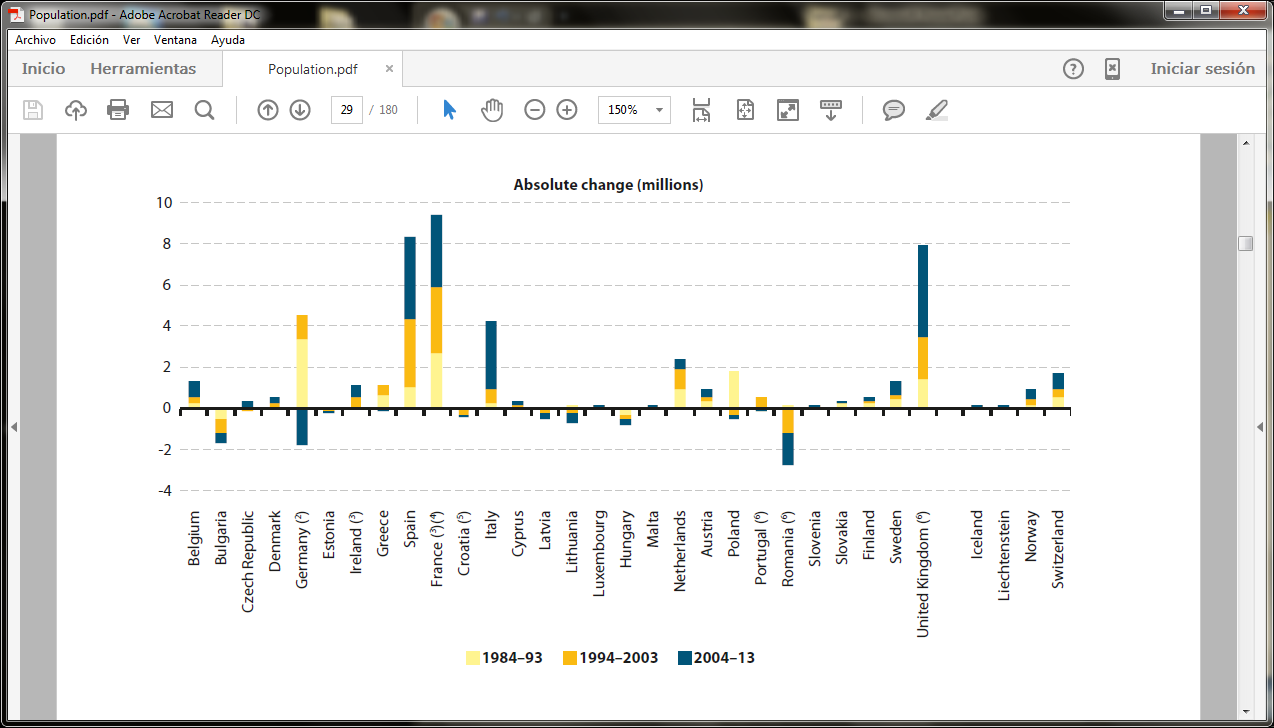 Population.pdf - Adobe Acrobat Reader DC
Archivo Edición Ver Ventana Ayuda
Inicio Herramientas Population.pdf × Iniciar sesión
29 / 180 150%
Absolute change (millions)
10
8
6
4
2
0
-2
-4
Belgium
Bulgaria
Czech Republic
Denmark
Germany (²)
Estonia
Ireland (³)
Greece
Spain
France (³)(⁴)
Croatia (⁵)
Italy
Cyprus
Latvia
Lithuania
Luxembourg
Hungary
Malta
Netherlands
Austria
Poland
Portugal (⁶)
Romania (⁶)
Slovenia
Slovakia
Finland
Sweden
United Kingdom (⁶)
Iceland
Liechtenstein
Norway
Switzerland
1984–93 1994–2003 2004–13